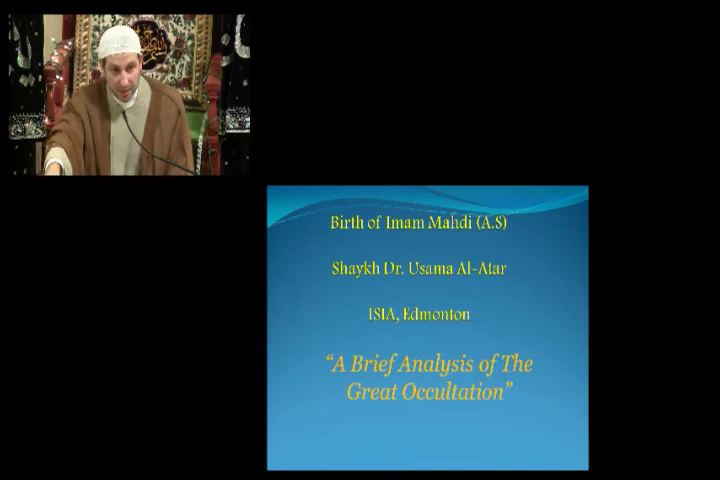 Birth of Imam Mahdi (A.S)
Shaykh Dr. Usama Al-Atar
ISIA, Edmonton
“A Brief Analysis of The
Great Occultation”